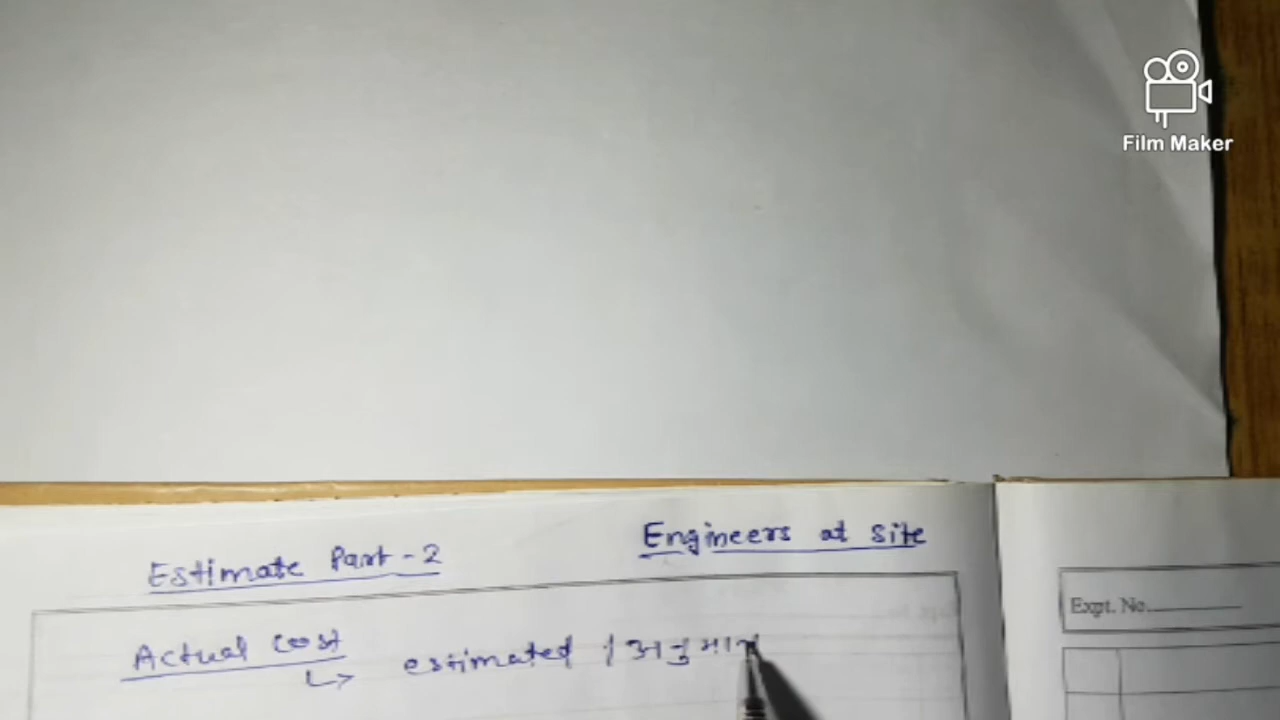 Film Maker
Estimate Part-2
Engineers at site
Actual cost
↳ estimated / अनुमान
Expt. No.